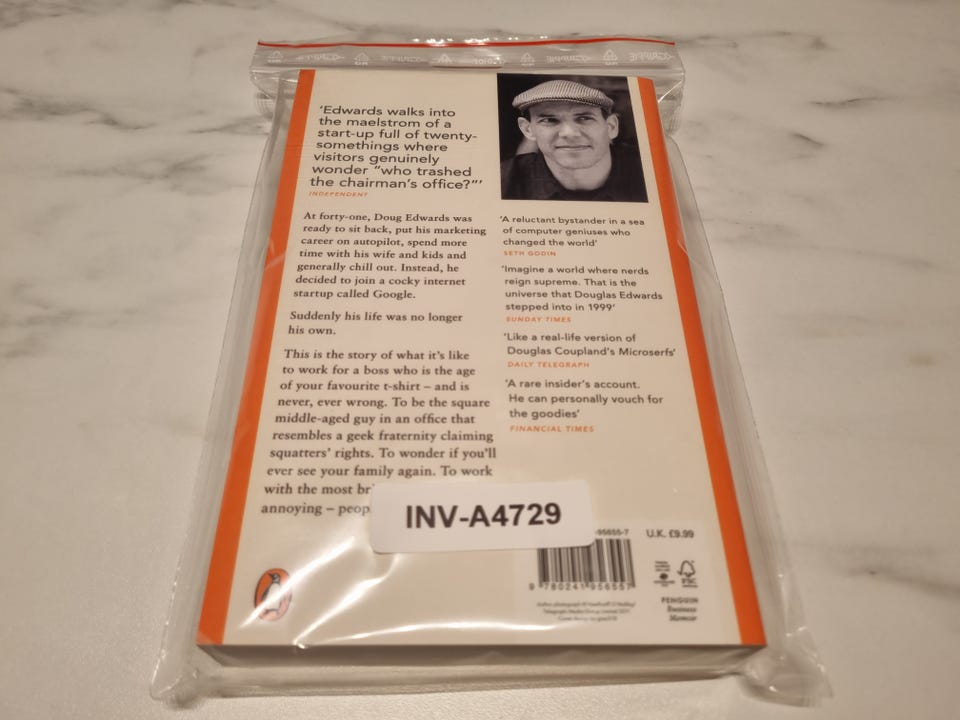 'Edwards walks into
the maelstrom of a
start-up full of twenty-
somethings where
visitors genuinely
wonder "who trashed
the chairman's office?"'
INDEPENDENT
At forty-one, Doug Edwards was
ready to sit back, put his marketing
career on autopilot, spend more
time with his wife and kids and
generally chill out. Instead, he
decided to join a cocky internet
startup called Google.
Suddenly his life was no longer
his own.
This is the story of what it's like
to work for a boss who is the age
of your favourite t-shirt – and is
never, ever wrong. To be the square
middle-aged guy in an office that
resembles a geek fraternity claiming
squatters' rights. To wonder if you'll
ever see your family again. To work
with the most
annoying –
'A reluctant bystander in a sea
of computer geniuses who
changed the world'
SETH GODIN
'Imagine a world where nerds
reign supreme. That is the
universe that Douglas Edwards
stepped into in 1999'
SUNDAY TIMES
'Like a real-life version of
Douglas Coupland's Microserfs'
DAILY TELEGRAPH
'A rare insider's account.
He can personally vouch for
the goodies'
FINANCIAL TIMES
INV-A4729
-95655-7
U.K. £9.99
9 780241 956557
FSC
PENGUIN
Business
Memoir